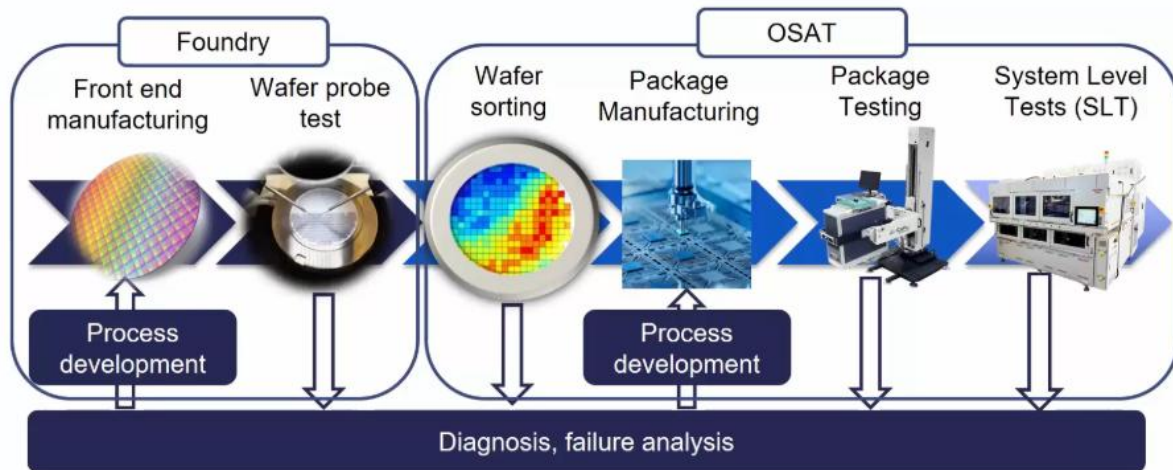 Foundry
OSAT
Front end
manufacturing
Wafer probe
test
Wafer
sorting
Package
Manufacturing
Package
Testing
System Level
Tests (SLT)
Process
development
Process
development
Diagnosis, failure analysis